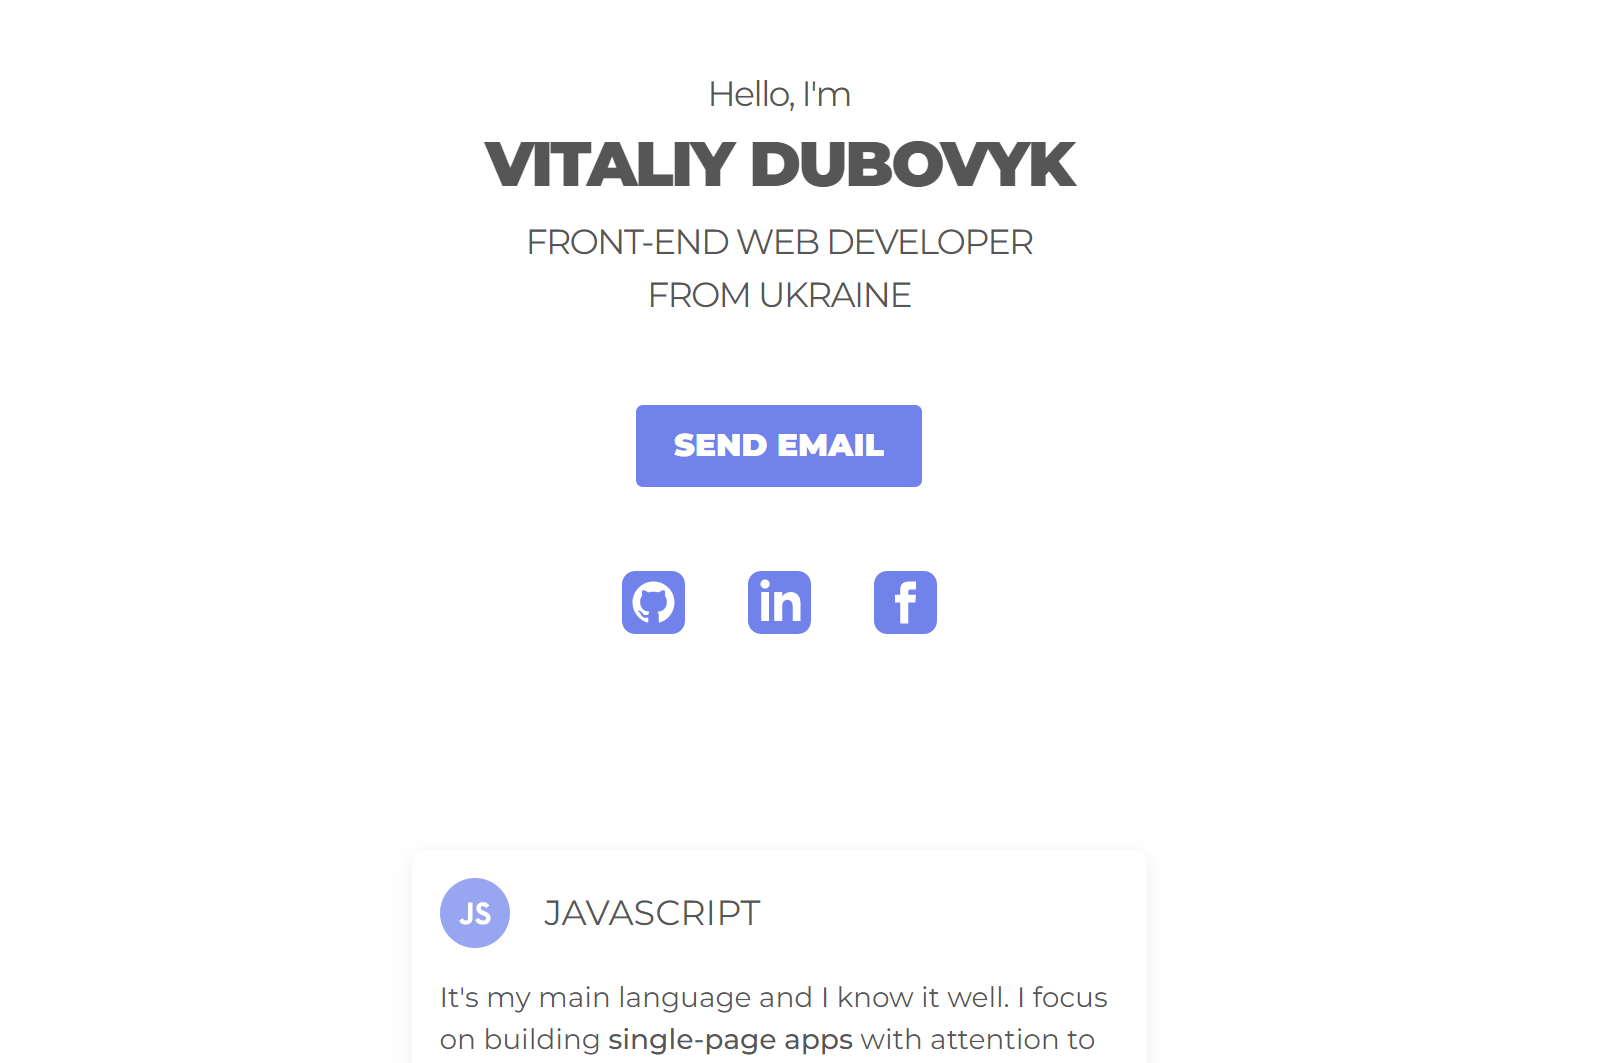 Hello, I'm
VITALIY DUBOVYK
FRONT-END WEB DEVELOPER
FROM UKRAINE
SEND EMAIL
in
f
JS
JAVASCRIPT
It's my main language and I know it well. I focus
on building single-page apps with attention to